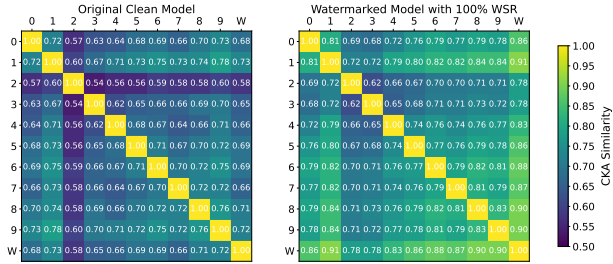 Original Clean Model
0 1 2 3 4 5 6 7 8 9 W
0 1.00 0.72 0.57 0.63 0.64 0.68 0.69 0.66 0.70 0.73 0.68
1 0.72 1.00 0.60 0.67 0.71 0.73 0.75 0.73 0.74 0.78 0.73
2 0.57 0.60 1.00 0.54 0.56 0.56 0.59 0.58 0.58 0.60 0.58
3 0.63 0.67 0.54 1.00 0.62 0.65 0.66 0.66 0.69 0.70 0.65
4 0.64 0.71 0.56 0.62 1.00 0.68 0.67 0.64 0.66 0.71 0.66
5 0.68 0.73 0.56 0.65 0.68 1.00 0.71 0.67 0.70 0.72 0.69
6 0.69 0.75 0.59 0.66 0.67 0.71 1.00 0.70 0.72 0.75 0.69
7 0.66 0.73 0.58 0.66 0.64 0.67 0.70 1.00 0.72 0.72 0.66
8 0.70 0.74 0.58 0.69 0.66 0.70 0.72 0.72 1.00 0.76 0.71
9 0.73 0.78 0.60 0.70 0.71 0.72 0.75 0.72 0.76 1.00 0.72
W 0.68 0.73 0.58 0.65 0.66 0.69 0.69 0.66 0.71 0.72 1.00
Watermarked Model with 100% WSR
0 1 2 3 4 5 6 7 8 9 W
0 1.00 0.81 0.69 0.68 0.72 0.76 0.79 0.77 0.79 0.78 0.86
1 0.81 1.00 0.72 0.72 0.79 0.80 0.82 0.82 0.84 0.84 0.91
2 0.69 0.72 1.00 0.62 0.66 0.67 0.70 0.70 0.70 0.73 0.78
3 0.68 0.72 0.62 1.00 0.65 0.68 0.71 0.71 0.73 0.72 0.78
4 0.72 0.79 0.66 0.65 1.00 0.74 0.76 0.74 0.76 0.77 0.83
5 0.76 0.80 0.67 0.68 0.74 1.00 0.77 0.76 0.79 0.78 0.86
6 0.79 0.82 0.70 0.71 0.76 0.77 1.00 0.79 0.82 0.81 0.88
7 0.77 0.82 0.70 0.71 0.74 0.76 0.79 1.00 0.81 0.79 0.87
8 0.79 0.84 0.70 0.73 0.76 0.79 0.82 0.81 1.00 0.83 0.90
9 0.78 0.84 0.73 0.72 0.77 0.78 0.81 0.79 0.83 1.00 0.90
W 0.86 0.91 0.78 0.78 0.83 0.86 0.88 0.87 0.90 0.90 1.00
1.00
0.95
0.90
0.85
0.80
0.75
0.70
0.65
0.60
0.55
0.50
CKA Similarity